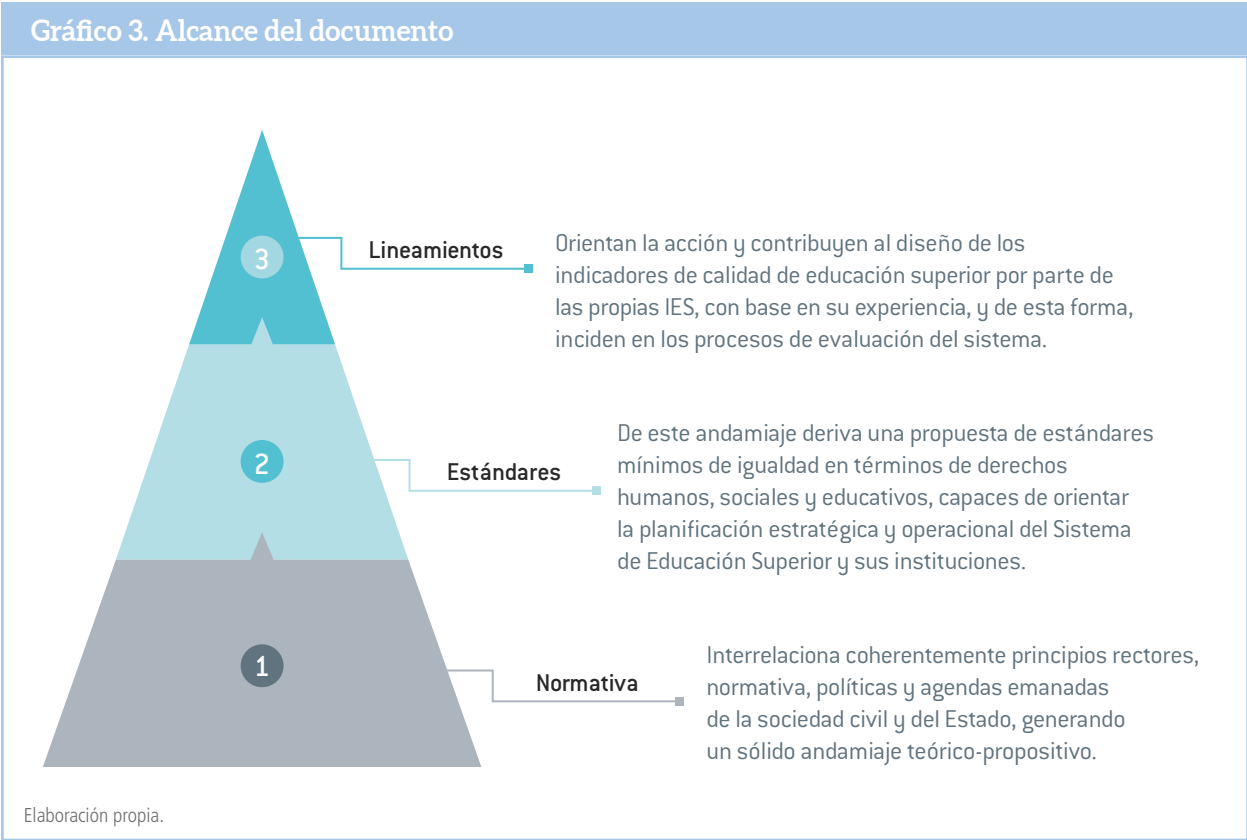 Gráfico 3. Alcance del documento
3
Lineamientos
Orientan la acción y contribuyen al diseño de los
indicadores de calidad de educación superior por parte de
las propias IES, con base en su experiencia, y de esta forma,
inciden en los procesos de evaluación del sistema.
2
Estándares
De este andamiaje deriva una propuesta de estándares
mínimos de igualdad en términos de derechos
humanos, sociales y educativos, capaces de orientar
la planificación estratégica y operacional del Sistema
de Educación Superior y sus instituciones.
1
Normativa
Interrelaciona coherentemente principios rectores,
normativa, políticas y agendas emanadas
de la sociedad civil y del Estado, generando
un sólido andamiaje teórico-propositivo.
Elaboración propia.